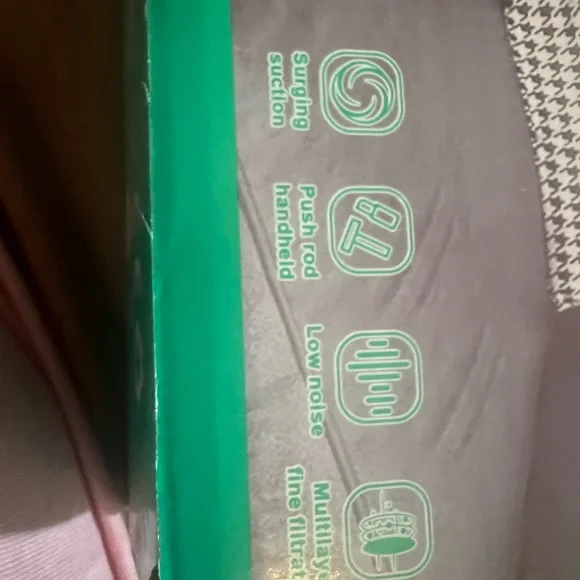 Surging
suction
Push rod
handheld
Low noise
Multilay
fine filtrat